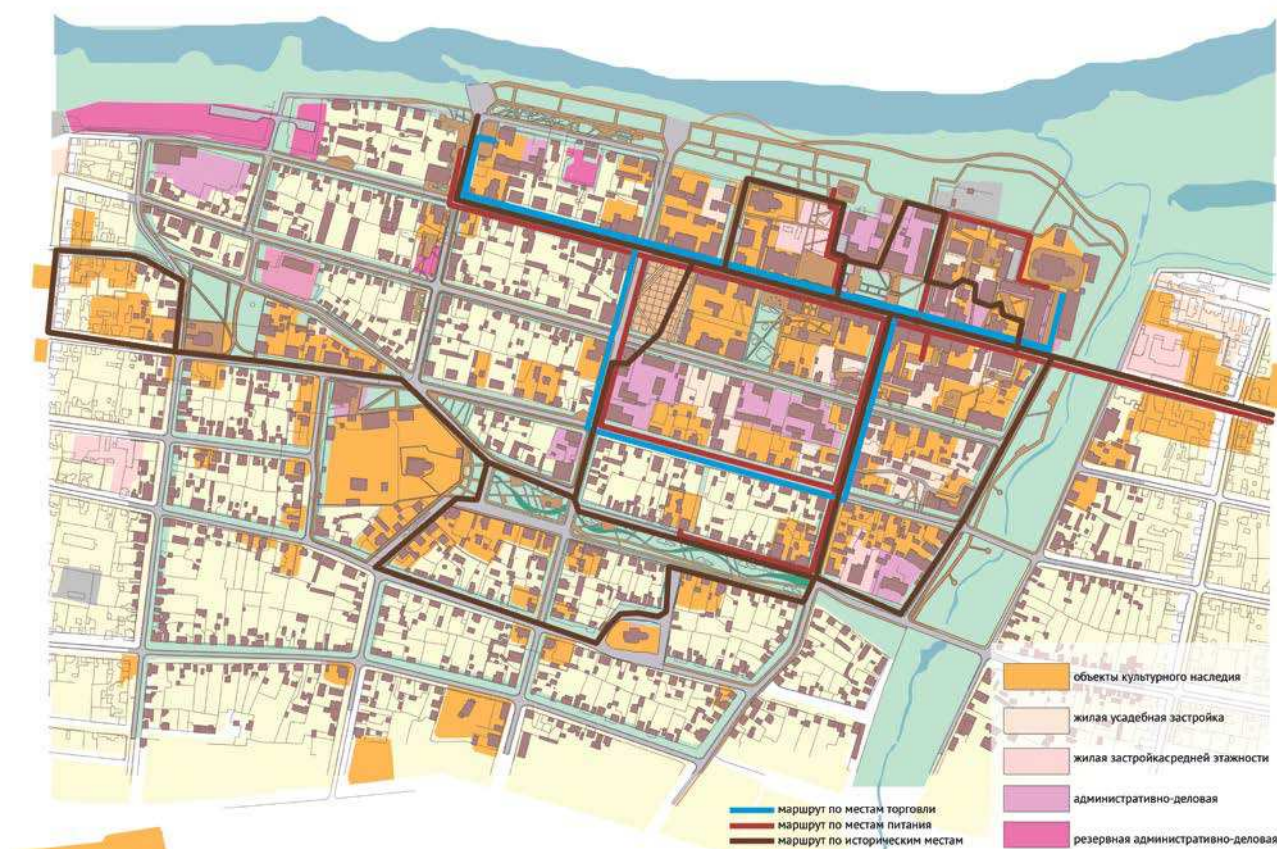 объекты культурного наследия
жилая усадебная застройка
жилая застройкасредней этажности
административно-деловая
резервная административно-деловая
маршрут по местам торговли
маршрут по местам питания
маршрут по историческим местам